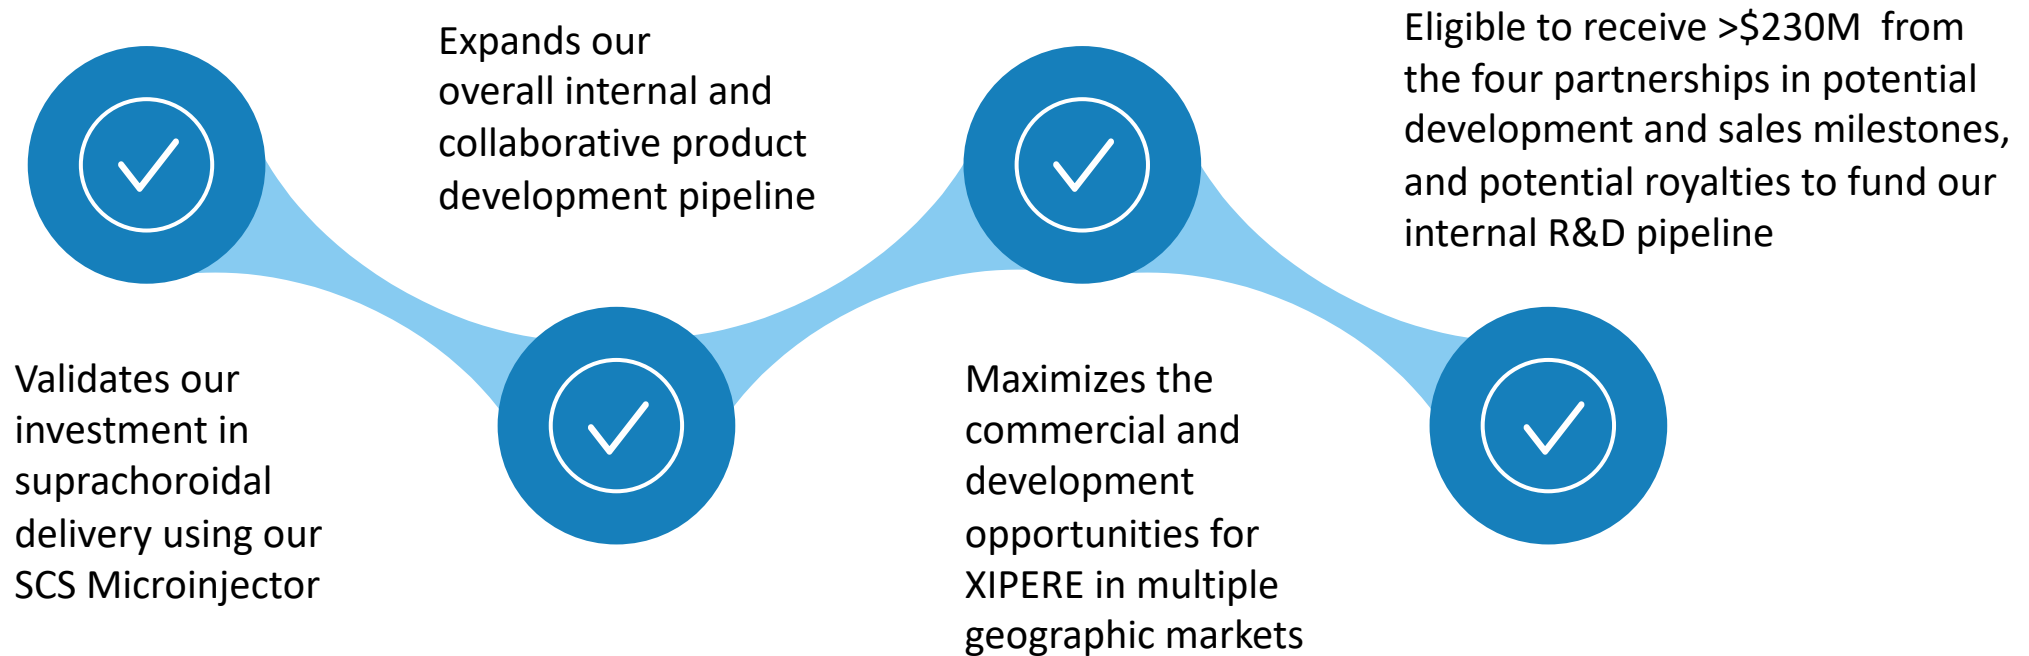 Validates our
investment in
suprachoroidal
delivery using our
SCS Microinjector
Expands our
overall internal and
collaborative product
development pipeline
Maximizes the
commercial and
development
opportunities for
XIPERE in multiple
geographic markets
Eligible to receive >$230M  from
the four partnerships in potential
development and sales milestones,
and potential royalties to fund our
internal R&D pipeline